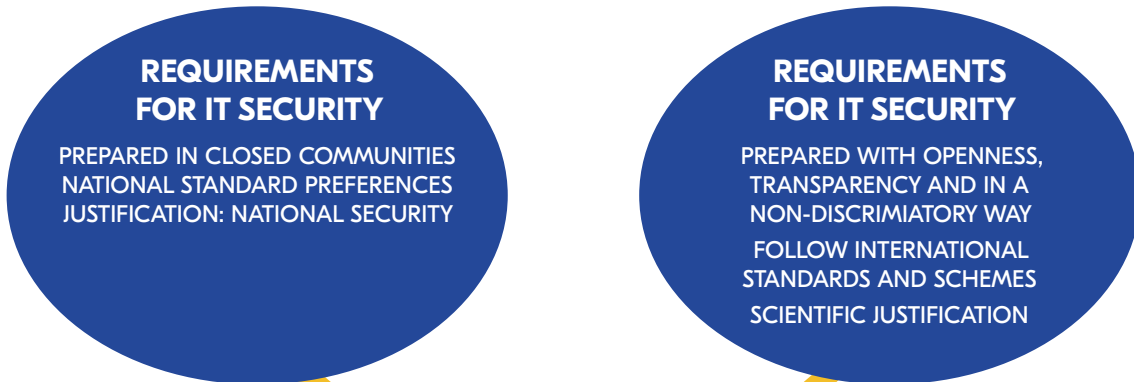 REQUIREMENTS
FOR IT SECURITY
PREPARED IN CLOSED COMMUNITIES
NATIONAL STANDARD PREFERENCES
JUSTIFICATION: NATIONAL SECURITY
REQUIREMENTS
FOR IT SECURITY
PREPARED WITH OPENNESS,
TRANSPARENCY AND IN A
NON-DISCRIMIATORY WAY
FOLLOW INTERNATIONAL
STANDARDS AND SCHEMES
SCIENTIFIC JUSTIFICATION